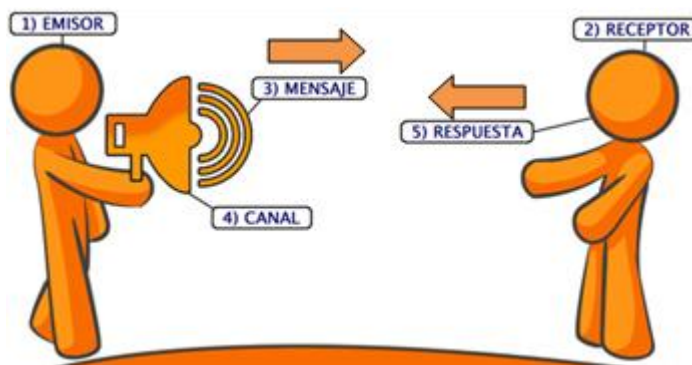 1) EMISOR
2) RECEPTOR
3) MENSAJE
5) RESPUESTA
4) CANAL